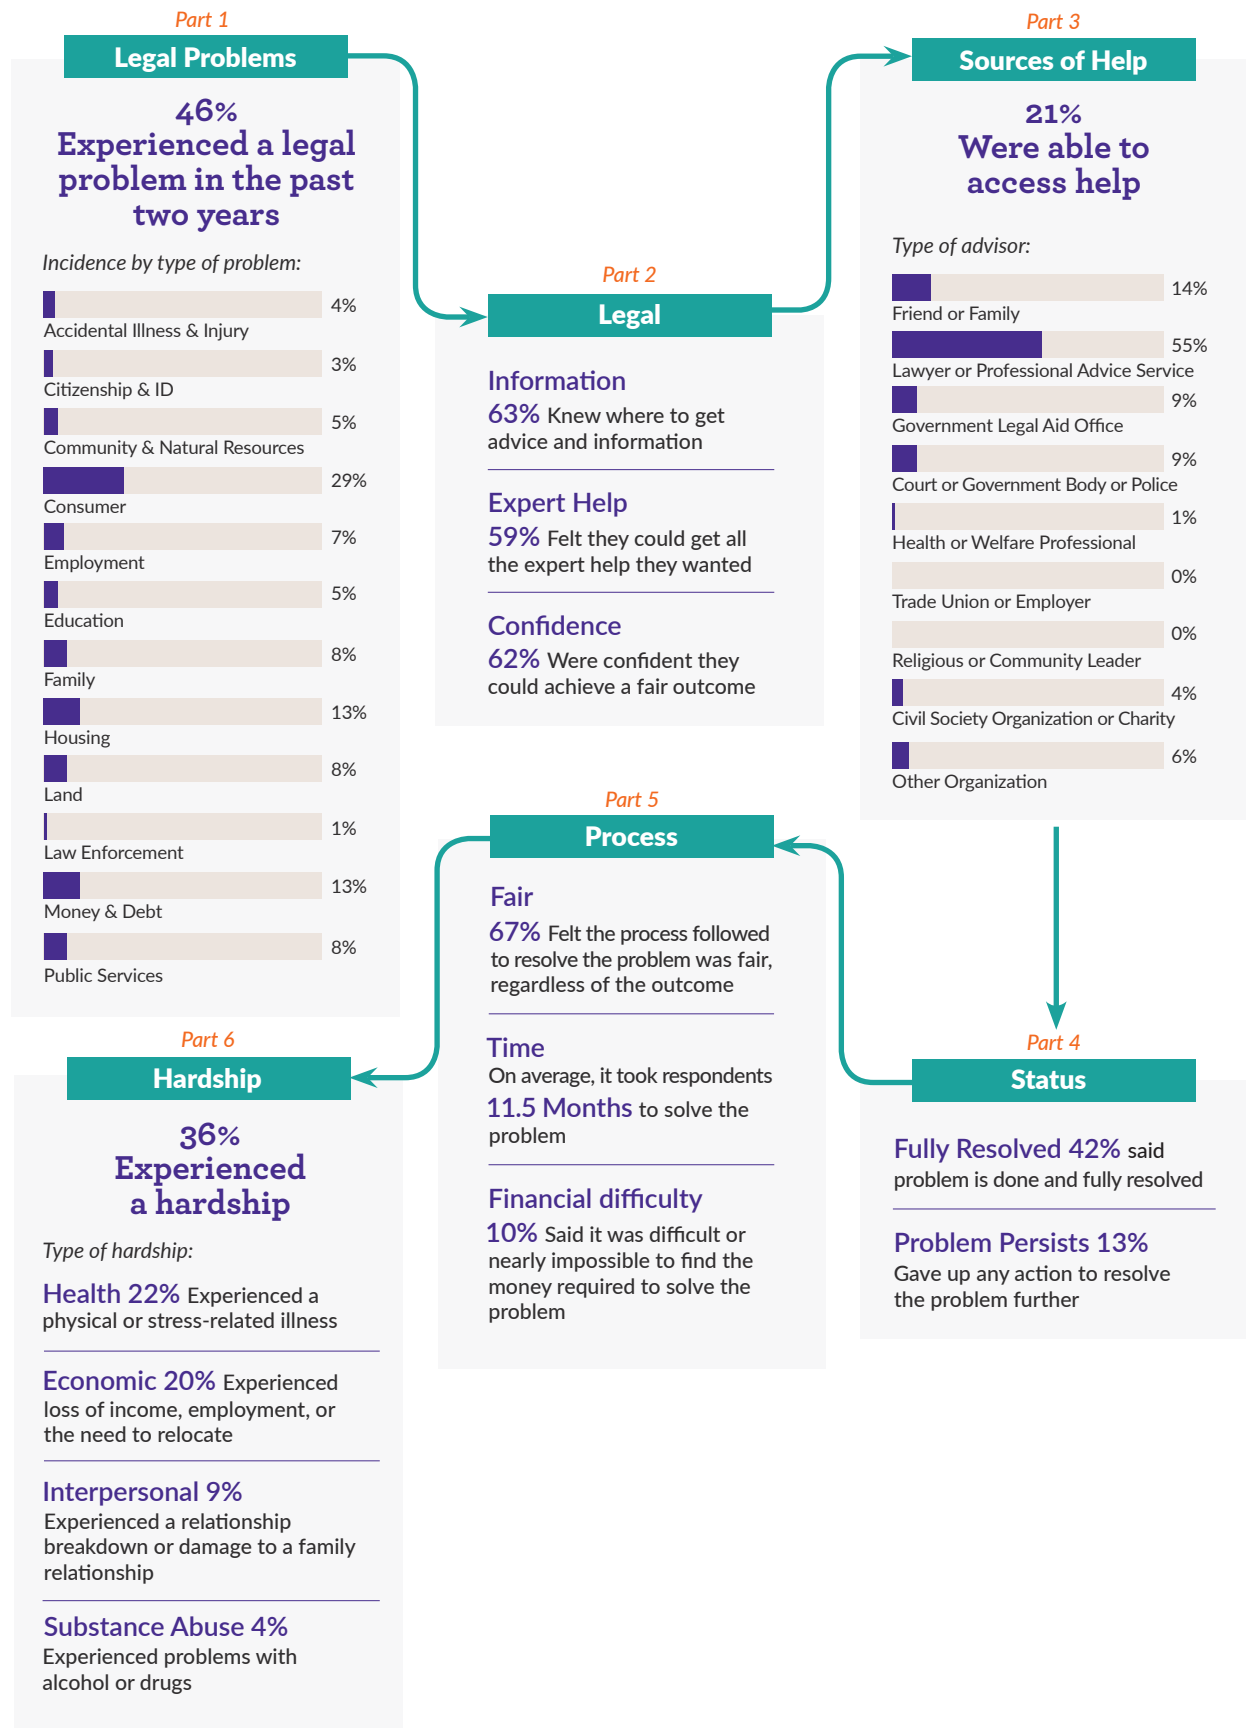 Part 1
Legal Problems
46%
Experienced a legal
problem in the past
two years
Incidence by type of problem:
4%
Accidental Illness & Injury
3%
Citizenship & ID
5%
Community & Natural Resources
29%
Consumer
7%
Employment
5%
Education
8%
Family
13%
Housing
8%
Land
1%
Law Enforcement
13%
Money & Debt
8%
Public Services
Part 2
Legal
Information
63% Knew where to get
advice and information
Expert Help
59% Felt they could get all
the expert help they wanted
Confidence
62% Were confident they
could achieve a fair outcome
Part 3
Sources of Help
21%
Were able to
access help
Type of advisor:
14%
Friend or Family
55%
Lawyer or Professional Advice Service
9%
Government Legal Aid Office
9%
Court or Government Body or Police
1%
Health or Welfare Professional
0%
Trade Union or Employer
0%
Religious or Community Leader
4%
Civil Society Organization or Charity
6%
Other Organization
Part 4
Status
Fully Resolved 42% said
problem is done and fully resolved
Problem Persists 13%
Gave up any action to resolve
the problem further
Part 5
Process
Fair
67% Felt the process followed
to resolve the problem was fair,
regardless of the outcome
Time
On average, it took respondents
11.5 Months to solve the
problem
Financial difficulty
10% Said it was difficult or
nearly impossible to find the
money required to solve the
problem
Part 6
Hardship
36%
Experienced
a hardship
Type of hardship:
Health 22% Experienced a
physical or stress-related illness
Economic 20% Experienced
loss of income, employment, or
the need to relocate
Interpersonal 9%
Experienced a relationship
breakdown or damage to a family
relationship
Substance Abuse 4%
Experienced problems with
alcohol or drugs